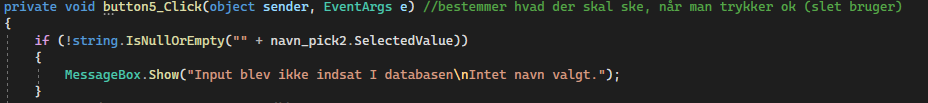 private void button5_Click(object sender, EventArgs e) //bestemmer hvad der skal ske, når man trykker ok (slet bruger)
{
if (!string.IsNullOrEmpty("" + navn_pick2.SelectedValue))
{
MessageBox.Show("Input blev ikke indsat I databasen\nIntet navn valgt.");
}